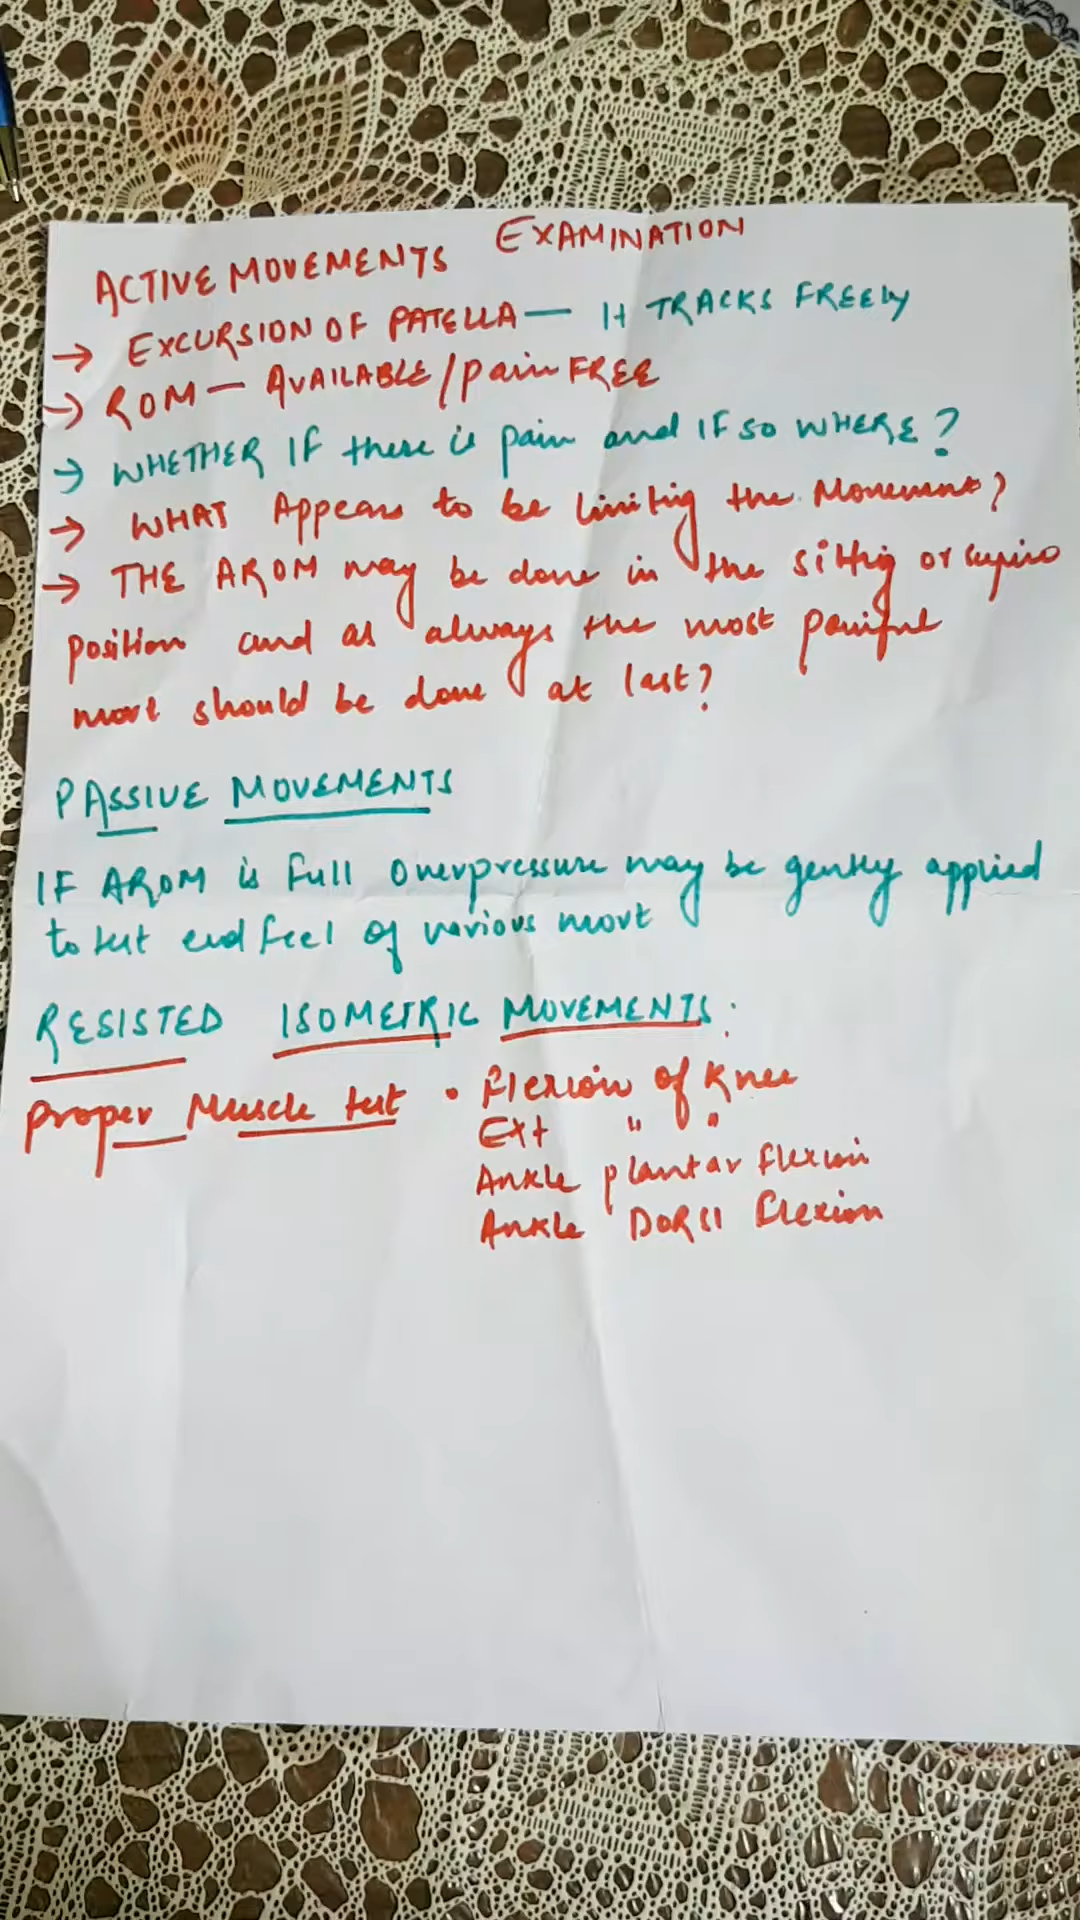 EXAMINATION
ACTIVE MOVEMENTS
→ EXCURSION OF PATELLA — It TRACKS FREELY
→ ROM — AVAILABLE/pain FREE
→ WHETHER IF there is pain and IF SO WHERE?
→ WHAT Appears to be limiting the Movement?
→ THE AROM may be done in the sitting or supine
position and as always the most painful
movt should be done at last?
PASSIVE MOVEMENTS
IF AROM is full overpressure may be gently applied
to test end feel of various movt
RESISTED ISOMETRIC MOVEMENTS:
Proper Muscle test • Flexion of Knee
Ext " "
Ankle plantar flexion
Ankle DORSI flexion